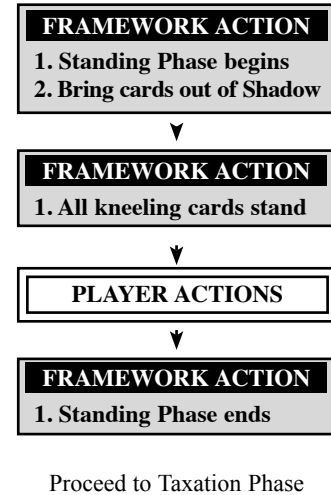 FRAMEWORK ACTION
1. Standing Phase begins
2. Bring cards out of Shadow
FRAMEWORK ACTION
1. All kneeling cards stand
PLAYER ACTIONS
FRAMEWORK ACTION
1. Standing Phase ends
Proceed to Taxation Phase